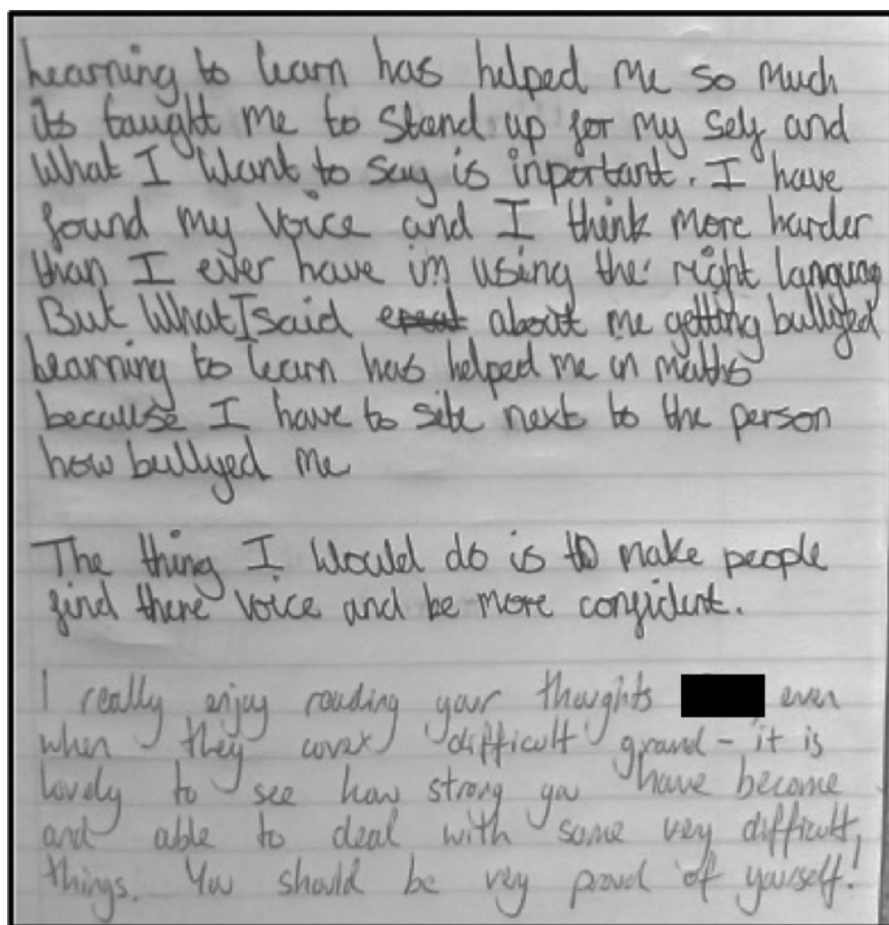 Learning to learn has helped me so much
its taught me to stand up for my self and
What I Want to say is inportant. I have
found my voice and I think more harder
than I ever have im using the right languag
But What I said about me getting bullyed
Learning to learn has helped me in maths
because I have to site next to the person
how bullyed me
The thing I Would do is to make people
find there voice and be more confident.
I really enjoy reading your thoughts even
when they cover difficult ground - it is
lovely to see how strong you have become
and able to deal with some very difficult
things. You should be very proud of yourself!